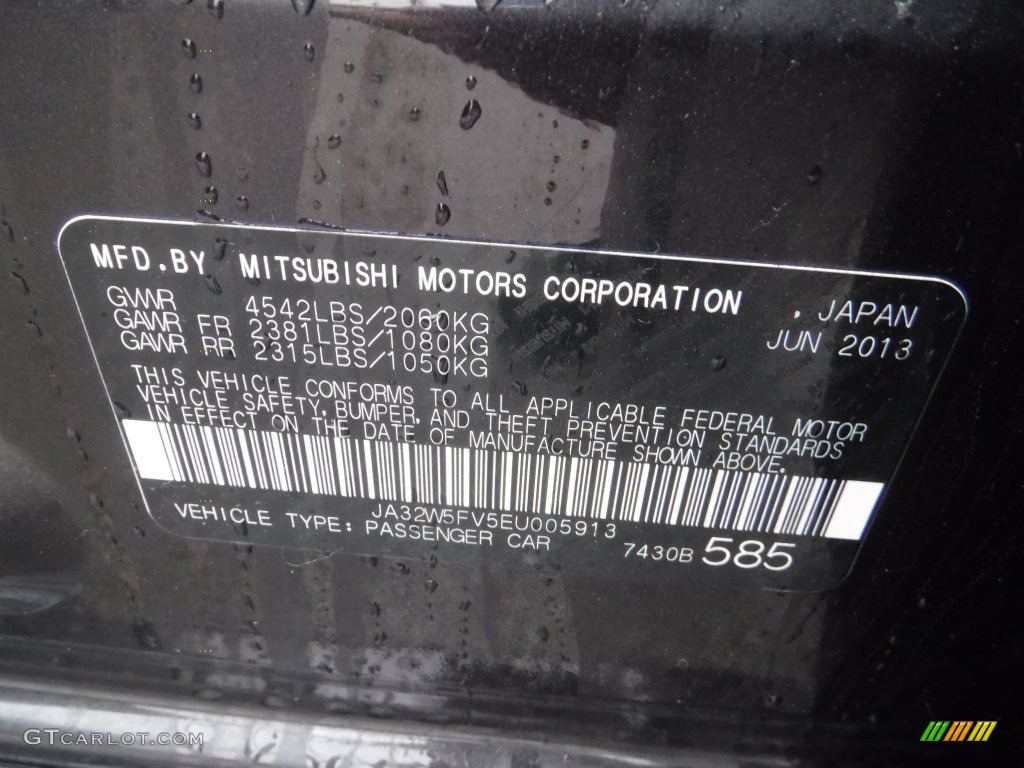 MFD.BY MITSUBISHI MOTORS CORPORATION , JAPAN
GVWR 4542LBS/2060KG JUN 2013
GAWR FR 2381LBS/1080KG
GAWR RR 2315LBS/1050KG
THIS VEHICLE CONFORMS TO ALL APPLICABLE FEDERAL MOTOR
VEHICLE SAFETY, BUMPER, AND THEFT PREVENTION STANDARDS
IN EFFECT ON THE DATE OF MANUFACTURE SHOWN ABOVE.
JA32W5FV5EU005913
VEHICLE TYPE: PASSENGER CAR 7430B 585
GTCARLOT.COM